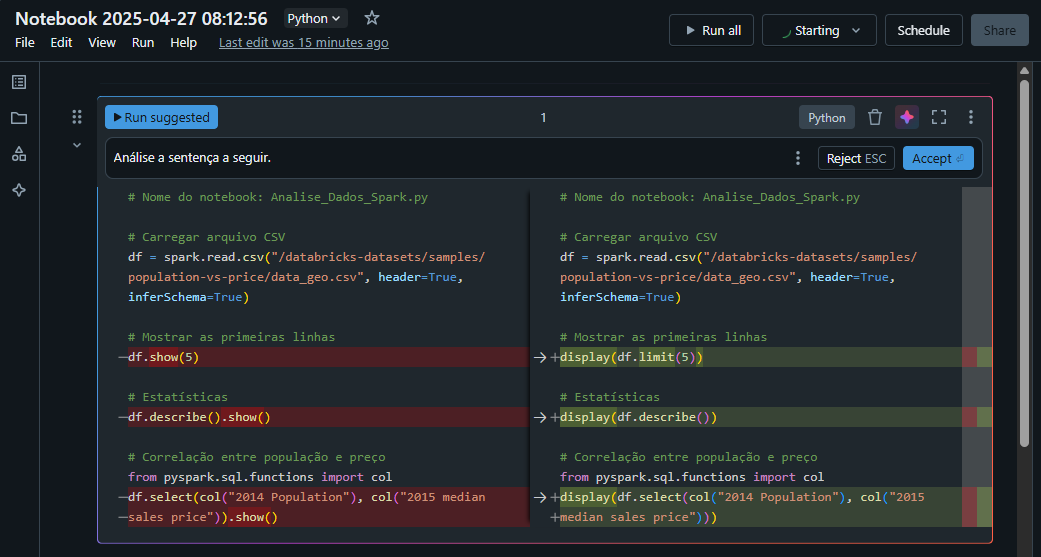 Notebook 2025-04-27 08:12:56 Python
File Edit View Run Help Last edit was 15 minutes ago
Run all Starting Schedule Share
Run suggested 1 Python
Análise a sentença a seguir. Reject ESC Accept
# Nome do notebook: Analise_Dados_Spark.py
# Carregar arquivo CSV
df = spark.read.csv("/databricks-datasets/samples/
population-vs-price/data_geo.csv", header=True,
inferSchema=True)
# Mostrar as primeiras linhas
−df.show(5)
# Estatísticas
−df.describe().show()
# Correlação entre população e preço
from pyspark.sql.functions import col
−df.select(col("2014 Population"), col("2015 median
−sales price")).show()
# Nome do notebook: Analise_Dados_Spark.py
# Carregar arquivo CSV
df = spark.read.csv("/databricks-datasets/samples/
population-vs-price/data_geo.csv", header=True,
inferSchema=True)
# Mostrar as primeiras linhas
→+display(df.limit(5))
# Estatísticas
→+display(df.describe())
# Correlação entre população e preço
from pyspark.sql.functions import col
→+display(df.select(col("2014 Population"), col("2015
+median sales price")))